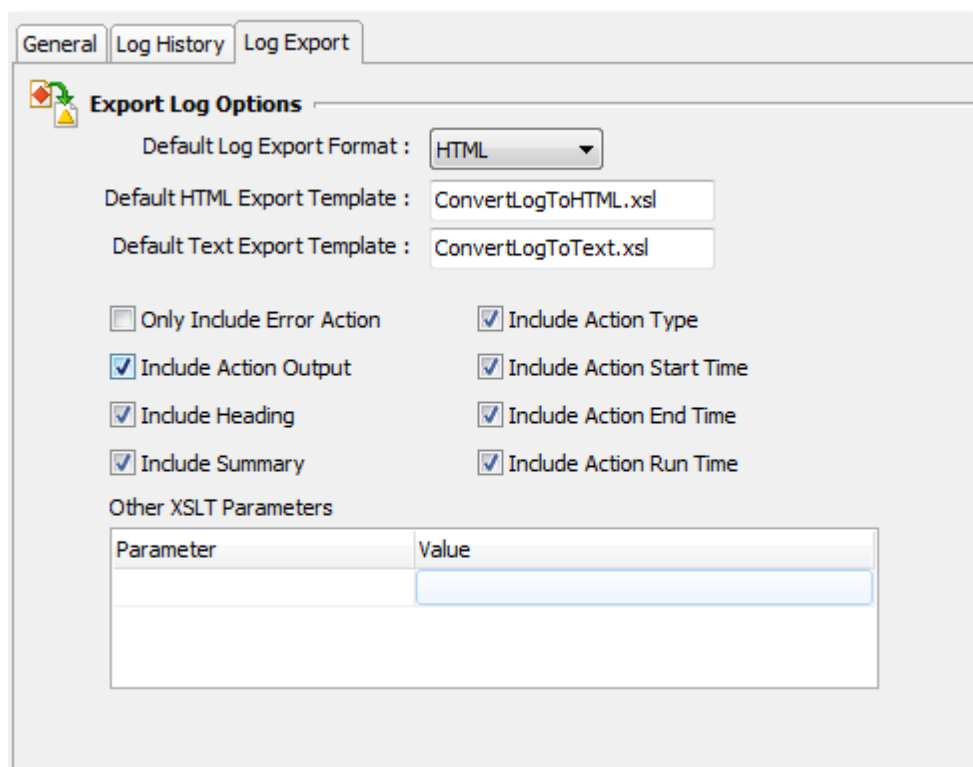 General Log History Log Export
Export Log Options
Default Log Export Format : HTML
Default HTML Export Template : ConvertLogToHTML.xsl
Default Text Export Template : ConvertLogToText.xsl
Only Include Error Action Include Action Type
Include Action Output Include Action Start Time
Include Heading Include Action End Time
Include Summary Include Action Run Time
Other XSLT Parameters
Parameter Value